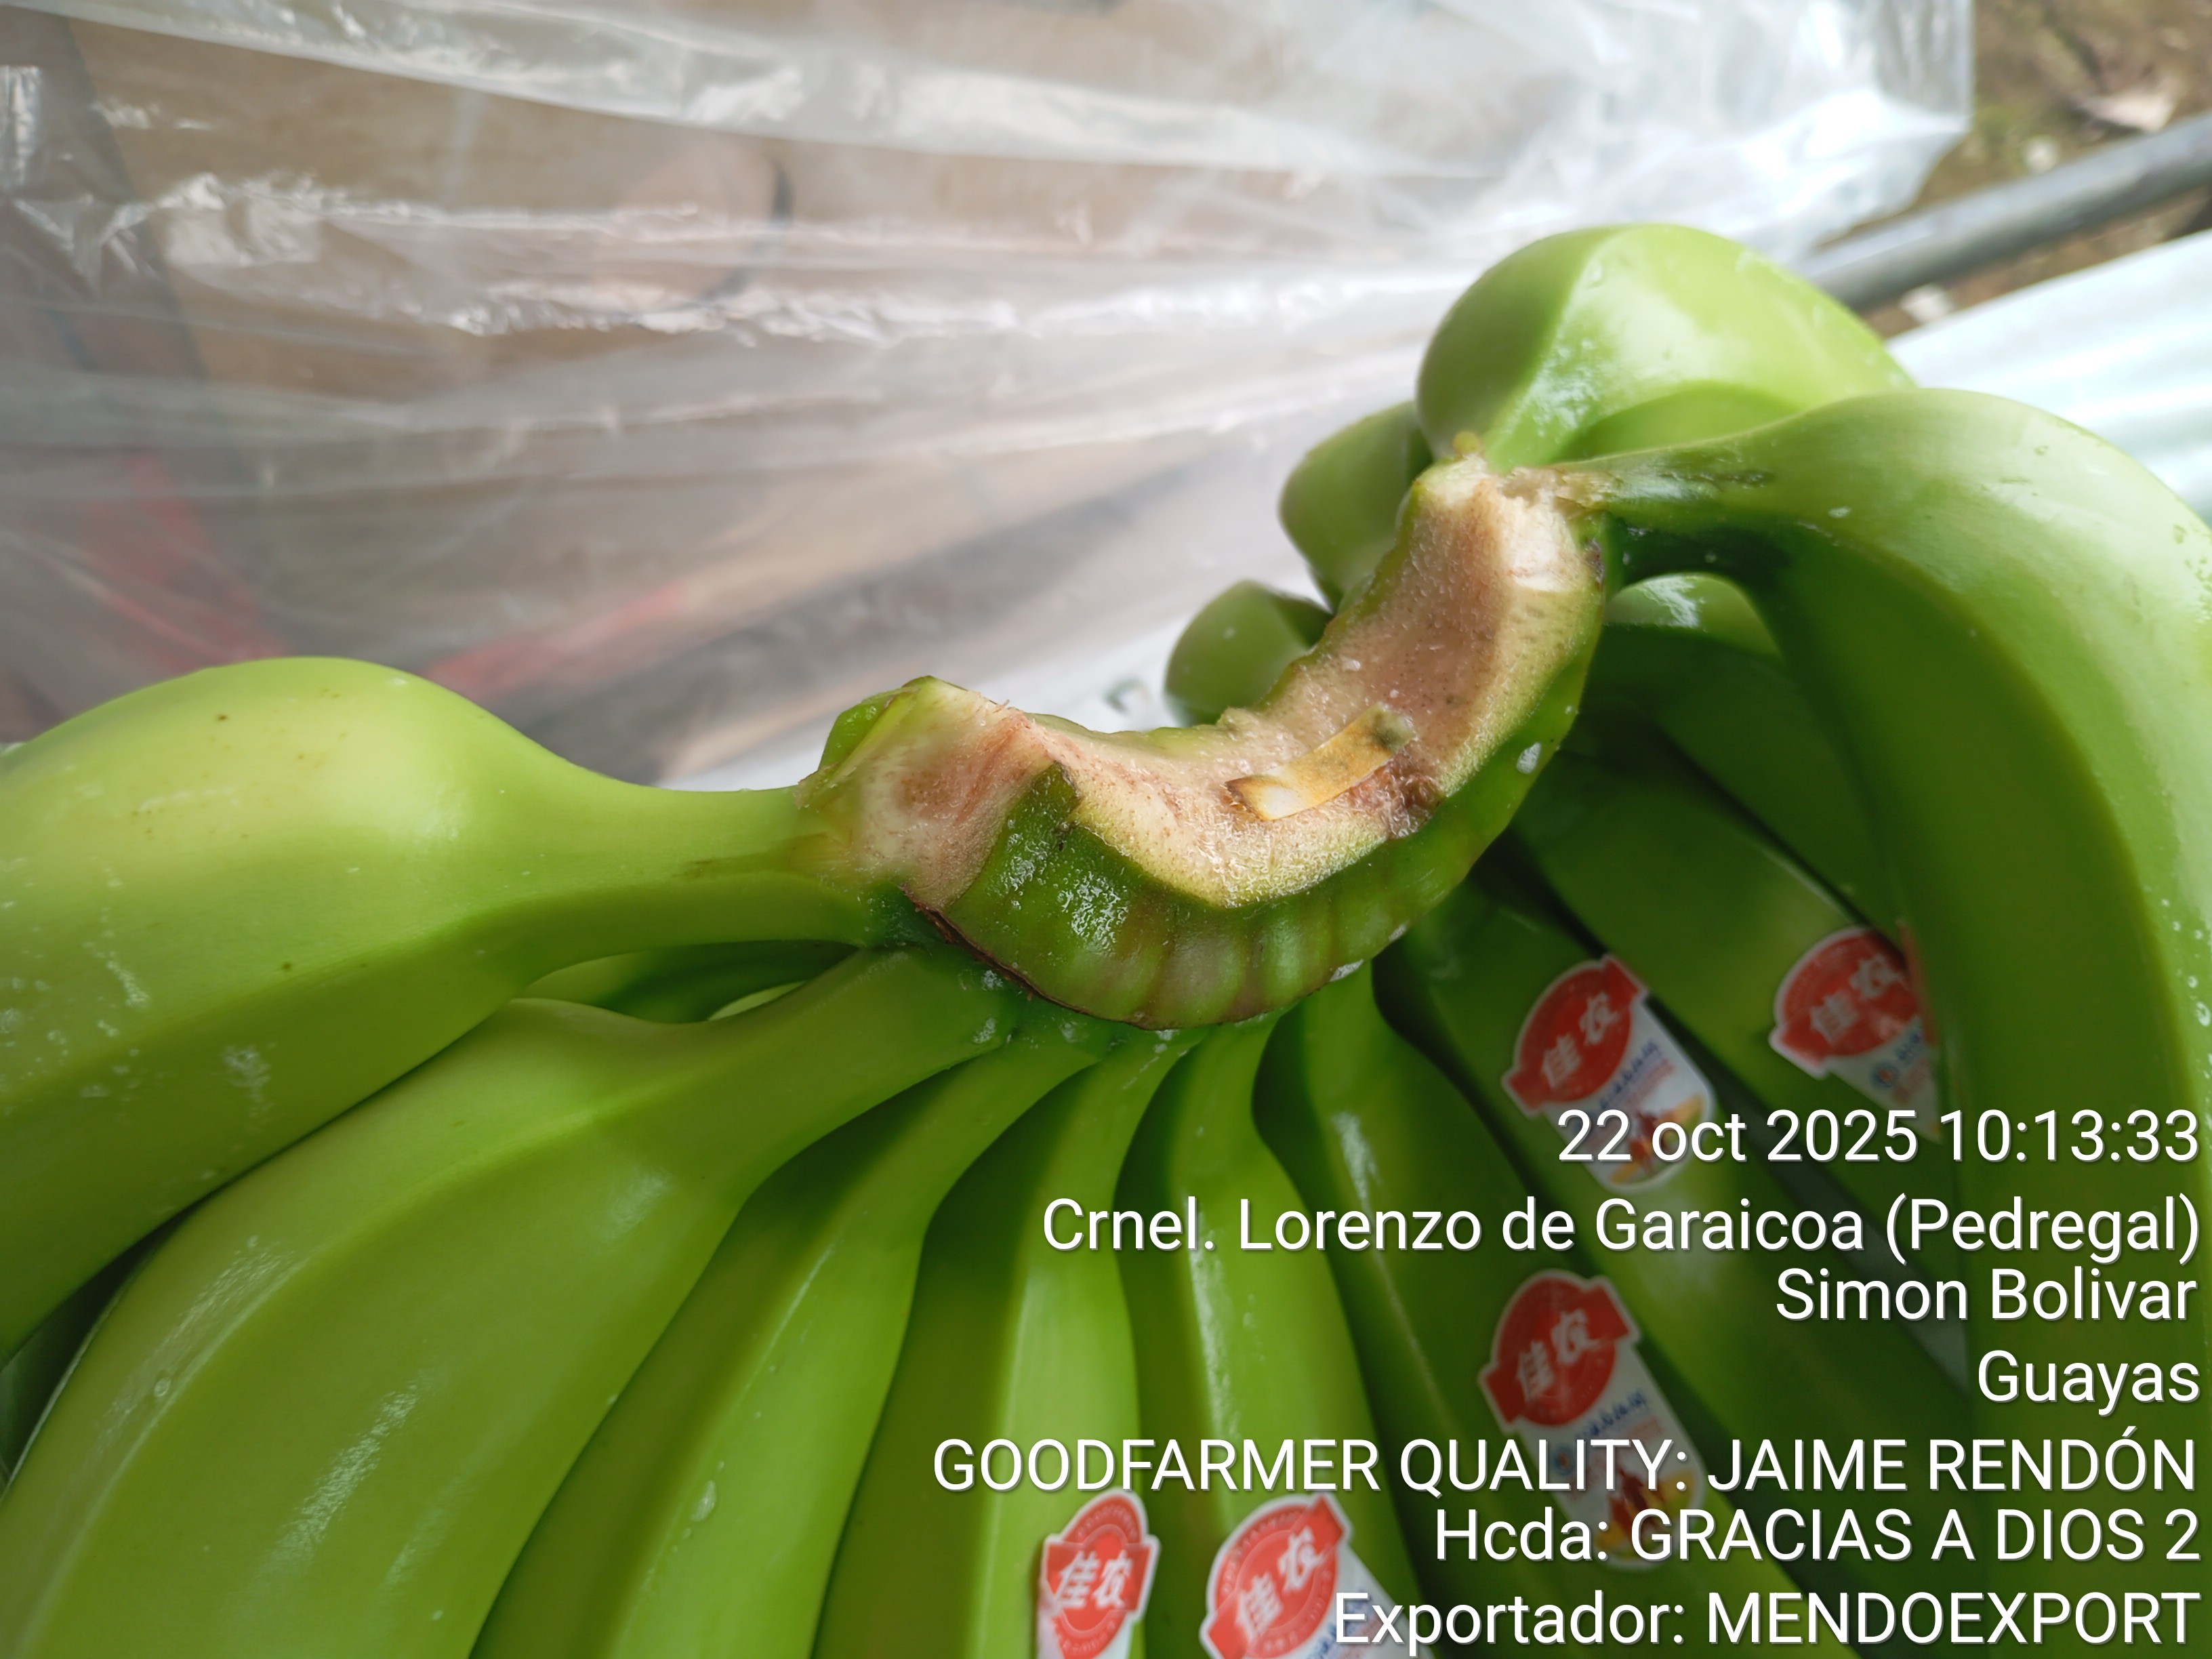 佳农
佳农
22 oct 2025 10:13:33
Crnel. Lorenzo de Garaicoa (Pedregal)
Simon Bolivar
Guayas
佳农
GOODFARMER QUALITY: JAIME RENDÓN
Hcda: GRACIAS A DIOS 2
佳农
佳农
Exportador: MENDOEXPORT